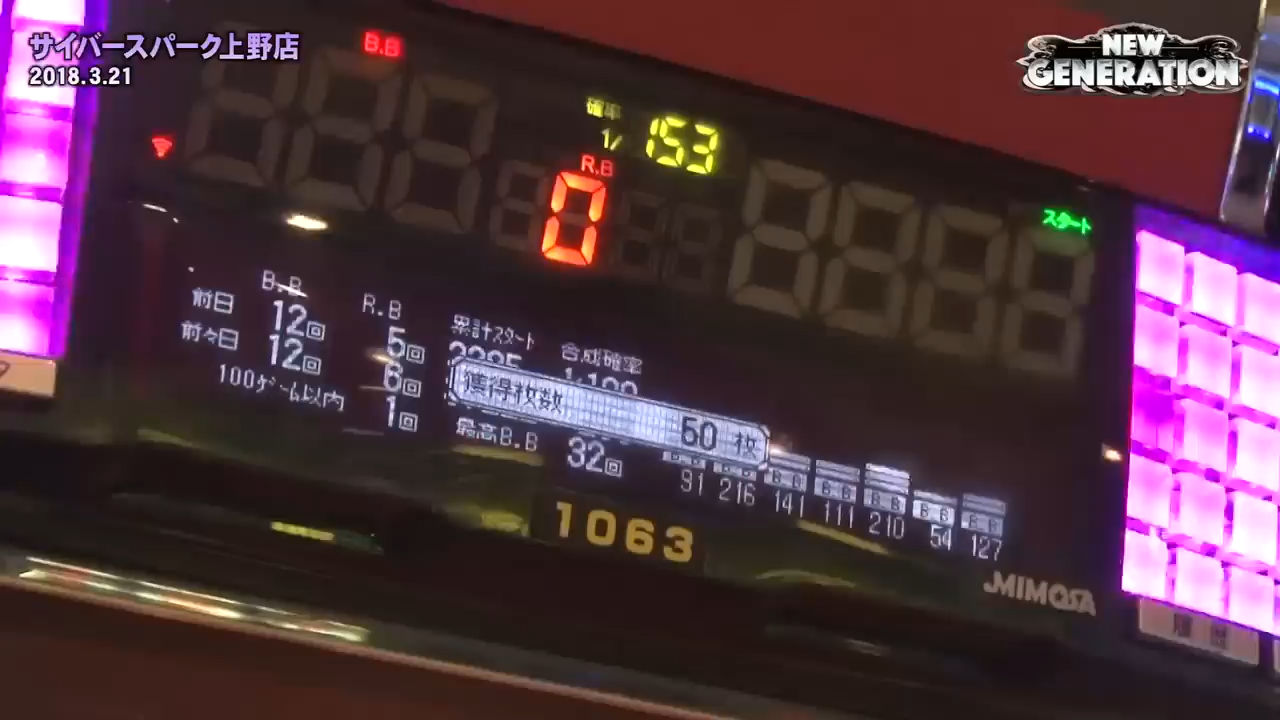 サイバースパーク上野店
2018.3.21
NEW
GENERATION
B.B
確率
1/ 153
R.B
0
スタート
B.B R.B 累計スタート 合成確率
前日 12回 5回
前々日 12回 6回
100ゲーム以内 1回
獲得枚数 50 枚
最高B.B 32回
91 216 141 111 210 54 127
1063
MIMOSA